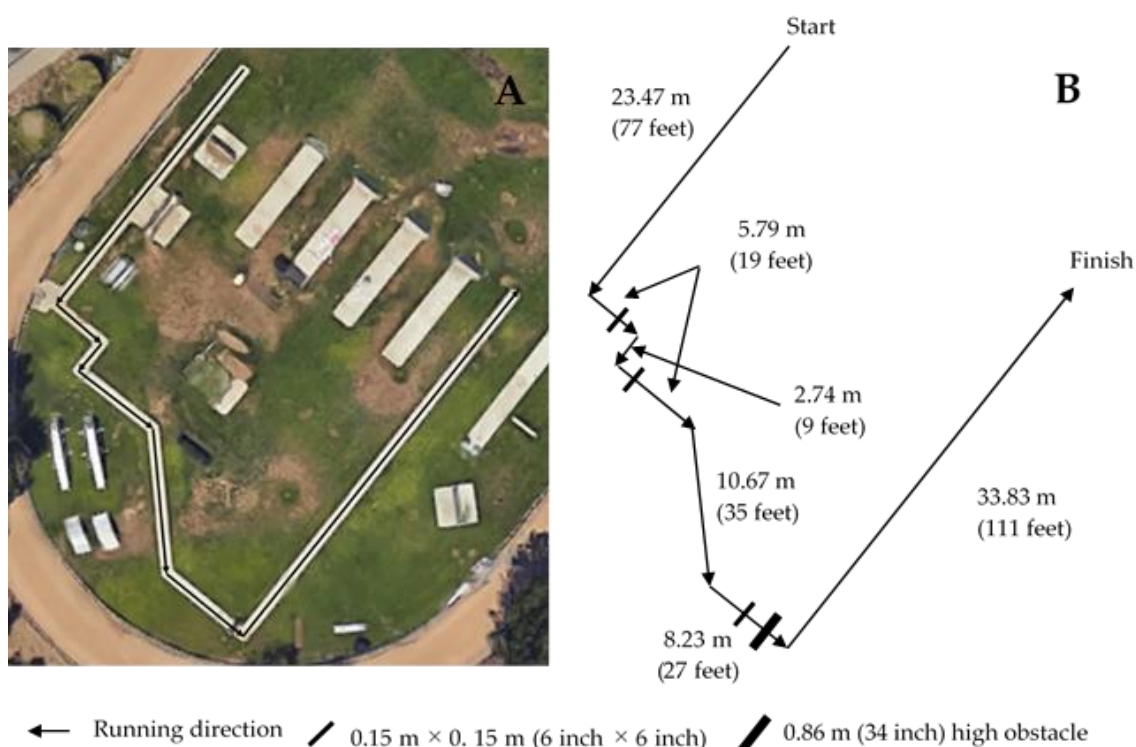 Start
A
B
23.47 m
(77 feet)
5.79 m
(19 feet)
Finish
2.74 m
(9 feet)
10.67 m
(35 feet)
33.83 m
(111 feet)
8.23 m
(27 feet)
Running direction
0.15 m × 0. 15 m (6 inch × 6 inch)
0.86 m (34 inch) high obstacle